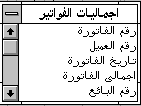 اجماليات الفواتير
رقم الفاتورة
رقم العميل
تاريخ الفاتورة
اجمالى الفاتورة
رقم البائع